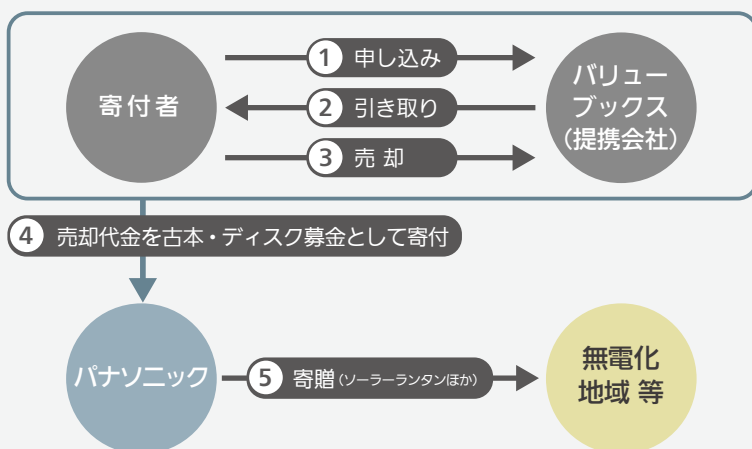 寄付者
1 申し込み
2 引き取り
3 売却
バリュー
ブックス
(提携会社)
4 売却代金を古本・ディスク募金として寄付
パナソニック
5 寄贈(ソーラーランタンほか)
無電化
地域 等